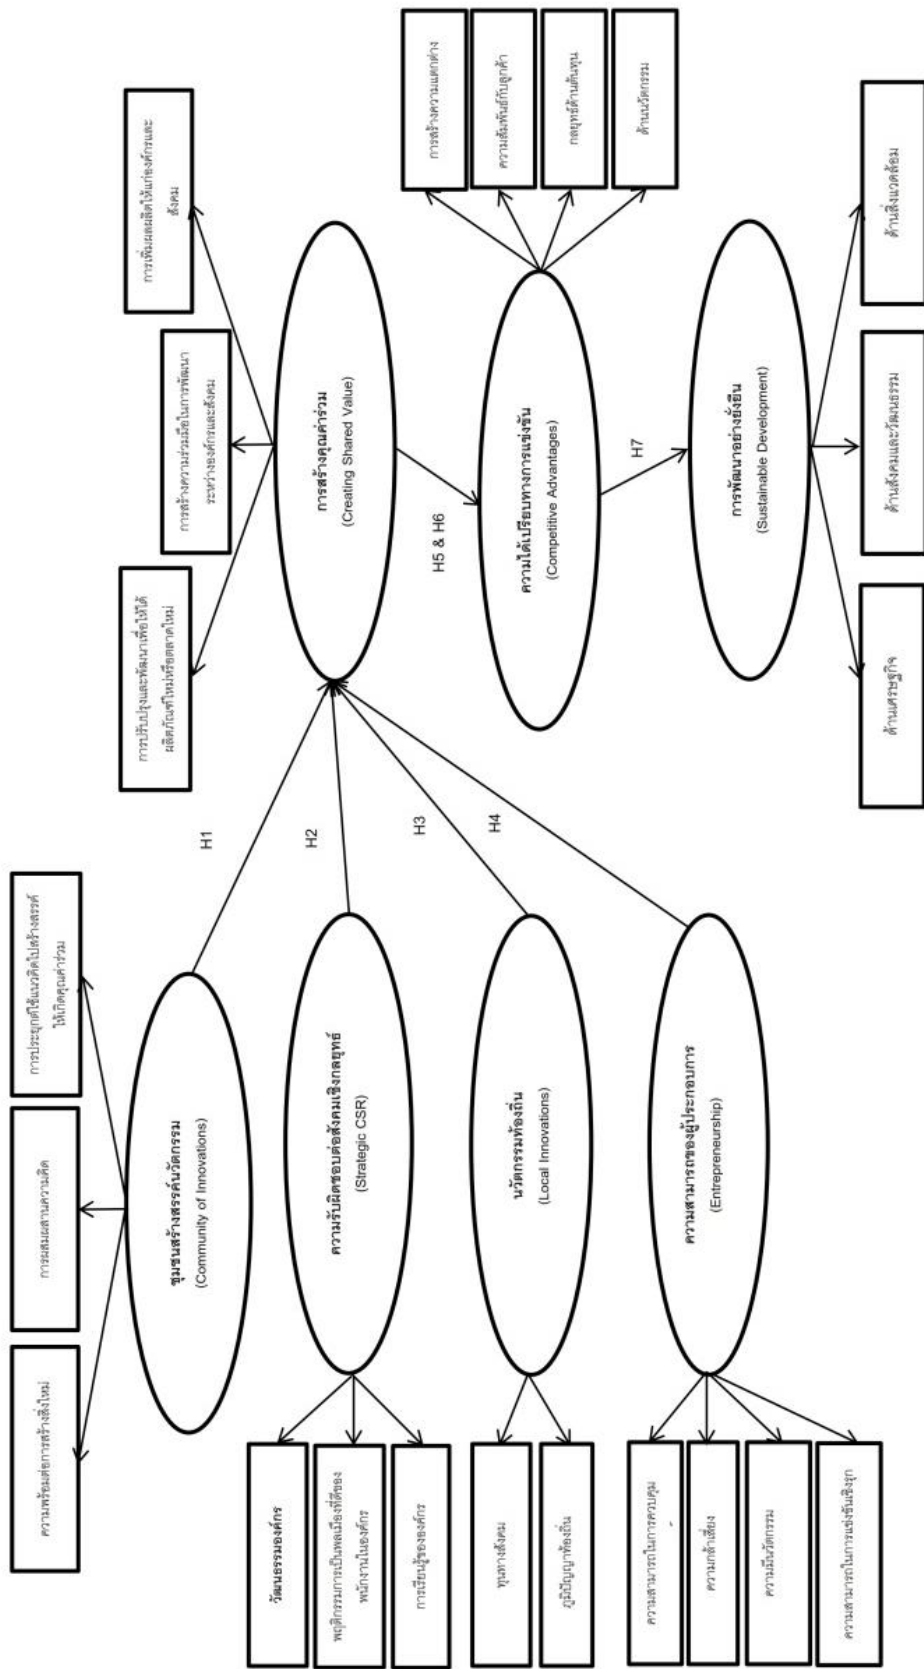 ความพร้อมต่อการสร้างสิ่งใหม่
การผสมผสานความคิด
การประยุกต์ใช้แนวคิดไปสร้างสรรค์
ให้เกิดคุณค่าร่วม
ชุมชนสร้างสรรค์นวัตกรรม
(Community of Innovations)
วัฒนธรรมองค์กร
พฤติกรรมการเป็นพลเมืองที่ดีของ
พนักงานในองค์กร
การเรียนรู้ขององค์กร
ความรับผิดชอบต่อสังคมเชิงกลยุทธ์
(Strategic CSR)
ทุนทางสังคม
ภูมิปัญญาท้องถิ่น
นวัตกรรมท้องถิ่น
(Local Innovations)
ความสามารถในการควบคุม
ความกล้าเสี่ยง
ความมีนวัตกรรม
ความสามารถในการแข่งขันเชิงรุก
ความสามารถของผู้ประกอบการ
(Entrepreneurship)
H1
H2
H3
H4
การปรับปรุงและพัฒนาเพื่อให้ได้
ผลิตภัณฑ์ใหม่หรือตลาดใหม่
การสร้างความร่วมมือในการพัฒนา
ระหว่างองค์กรและสังคม
การเพิ่มผลผลิตให้แก่องค์กรและ
สังคม
การสร้างคุณค่าร่วม
(Creating Shared Value)
H5 & H6
ความได้เปรียบทางการแข่งขัน
(Competitive Advantages)
การสร้างความแตกต่าง
ความสัมพันธ์กับลูกค้า
กลยุทธ์ด้านต้นทุน
ด้านนวัตกรรม
H7
การพัฒนาอย่างยั่งยืน
(Sustainable Development)
ด้านเศรษฐกิจ
ด้านสังคมและวัฒนธรรม
ด้านสิ่งแวดล้อม